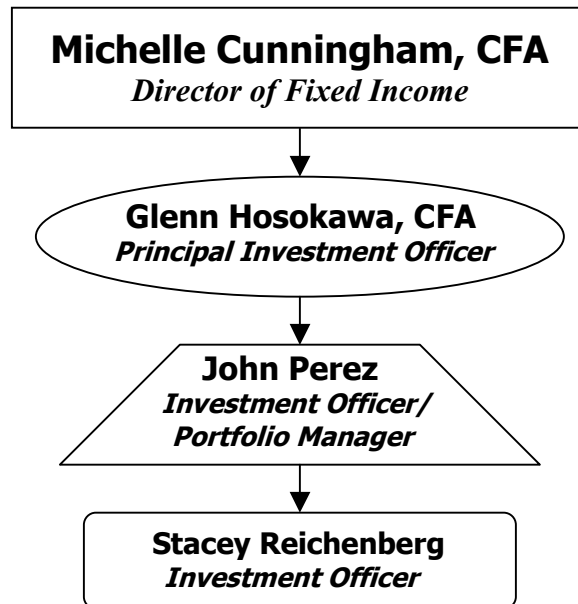 Michelle Cunningham, CFA
Director of Fixed Income
Glenn Hosokawa, CFA
Principal Investment Officer
John Perez
Investment Officer/
Portfolio Manager
Stacey Reichenberg
Investment Officer